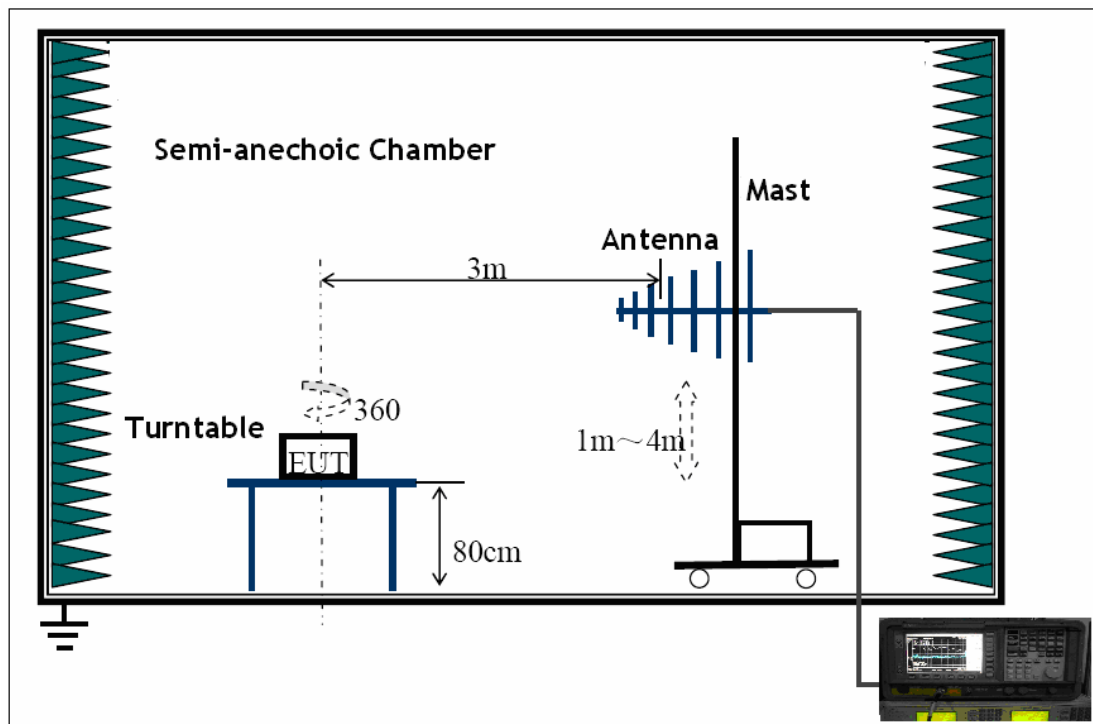 Semi-anechoic Chamber
Mast
Antenna
3m
360
Turntable
1m～4m
EUT
80cm